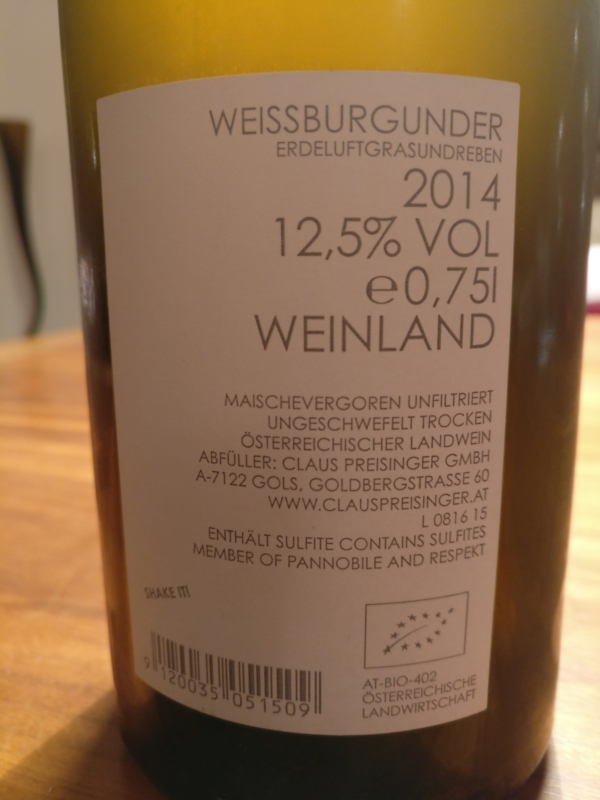 WEISSBURGUNDER
ERDELUFTGRASUNDREBEN
2014
12,5% VOL
℮0,75l
WEINLAND
MAISCHEVERGOREN UNFILTRIERT
UNGESCHWEFELT TROCKEN
ÖSTERREICHISCHER LANDWEIN
ABFÜLLER: CLAUS PREISINGER GMBH
A-7122 GOLS, GOLDBERGSTRASSE 60
WWW.CLAUSPREISINGER.AT
L 0816 15
ENTHÄLT SULFITE CONTAINS SULFITES
MEMBER OF PANNOBILE AND RESPEKT
SHAKE IT!
9 120035 051509
AT-BIO-402
ÖSTERREICHISCHE
LANDWIRTSCHAFT